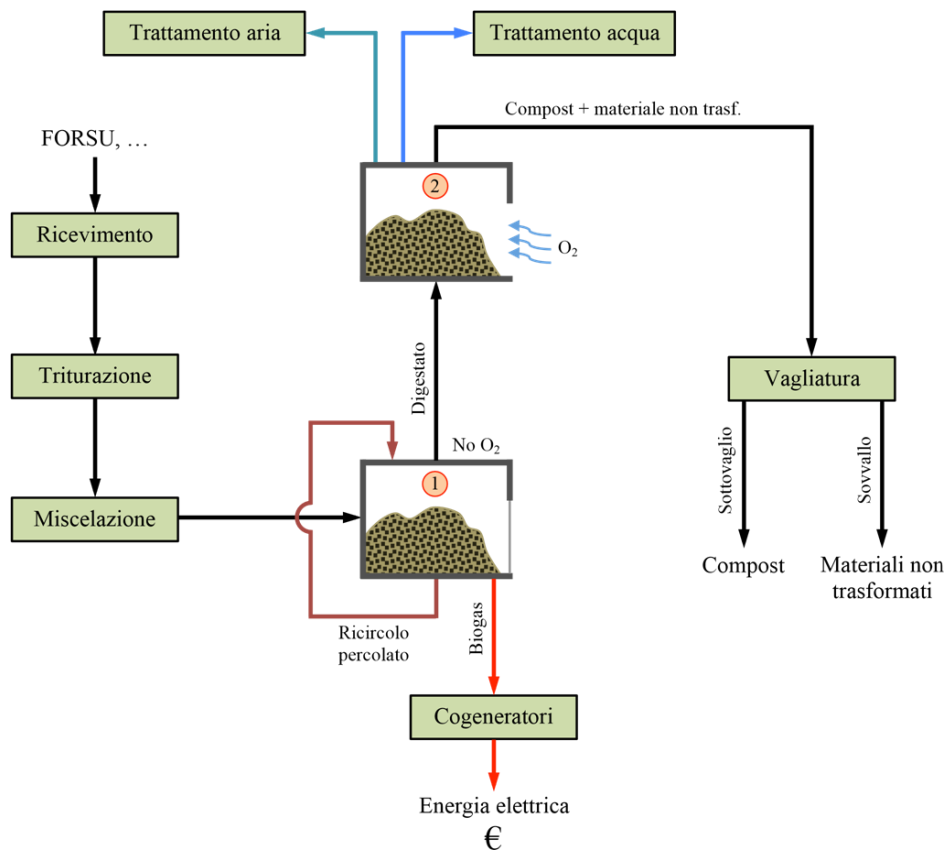 Trattamento aria
Trattamento acqua
Compost + materiale non trasf.
FORSU, …
2
Ricevimento
O₂
Triturazione
Digestato
Vagliatura
No O₂
Sottovaglio
Sovvallo
1
Miscelazione
Compost
Materiali non
trasformati
Ricircolo
percolato
Biogas
Cogeneratori
Energia elettrica
€